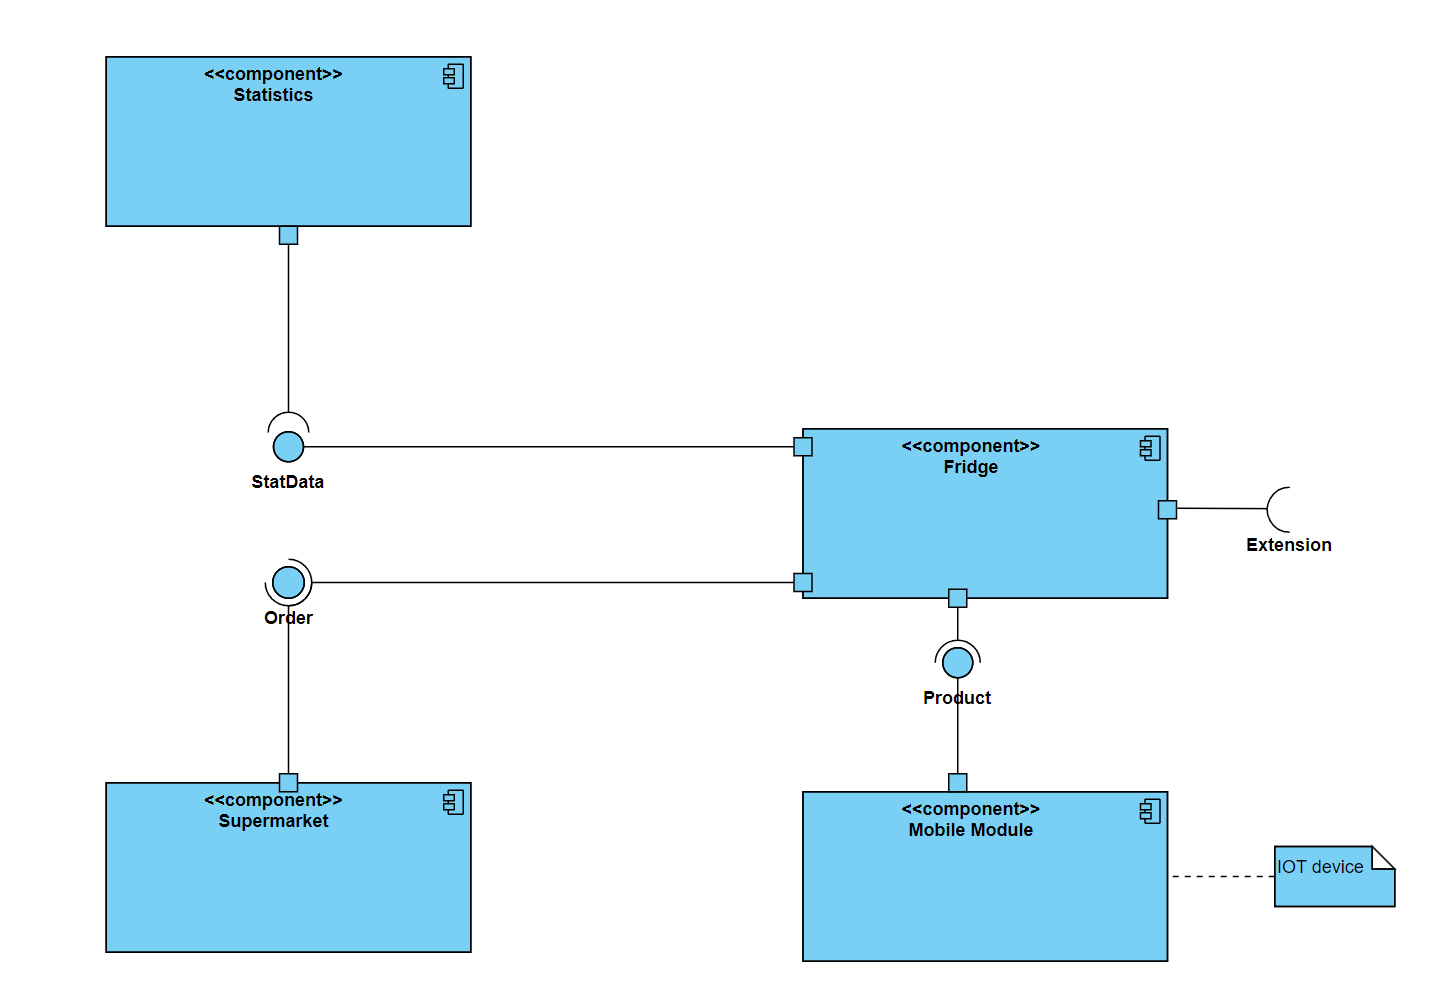 <<component>>
Statistics
StatData
<<component>>
Fridge
Extension
Order
Product
<<component>>
Supermarket
<<component>>
Mobile Module
IOT device